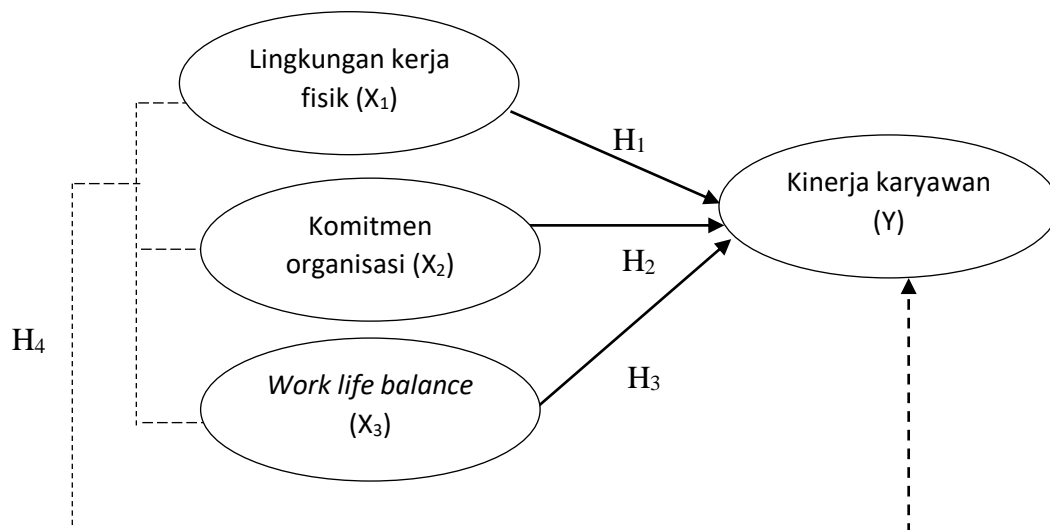 Lingkungan kerja
fisik (X₁)
H₁
Kinerja karyawan
(Y)
Komitmen
organisasi (X₂)
H₂
H₄
Work life balance
(X₃)
H₃